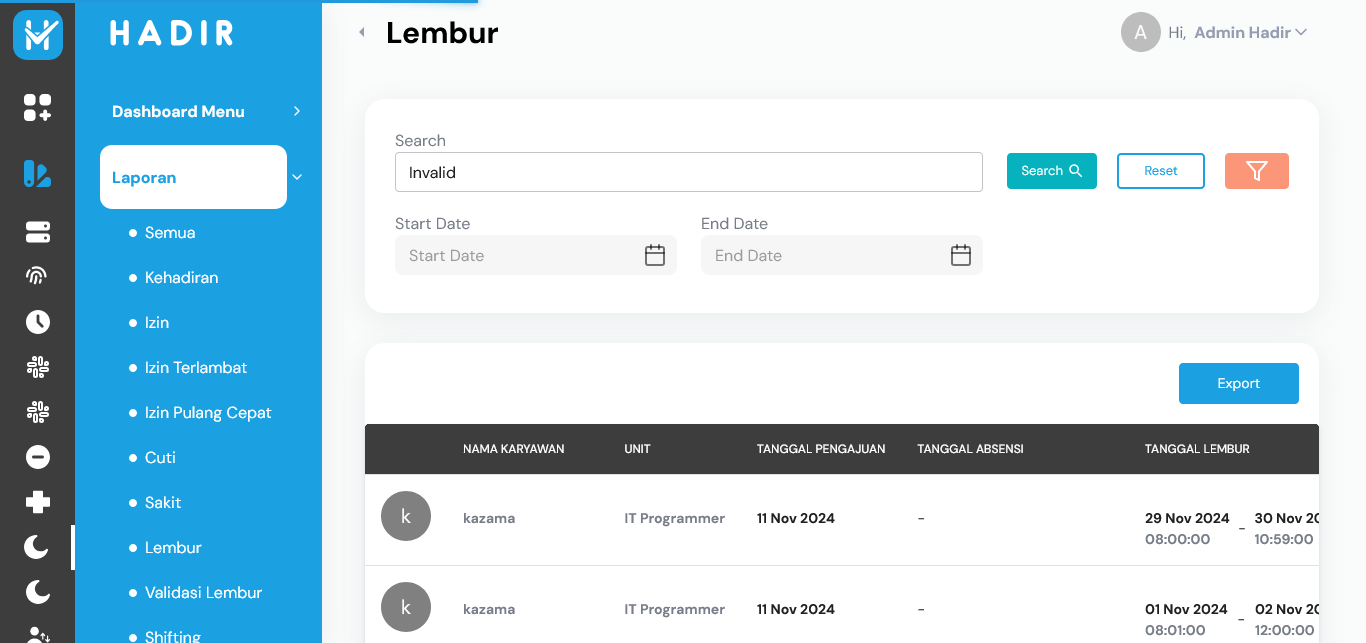 HADIR
Dashboard Menu
Laporan
Semua
Kehadiran
Izin
Izin Terlambat
Izin Pulang Cepat
Cuti
Sakit
Lembur
Validasi Lembur
Shifting
Lembur
A
Hi, Admin Hadir
Search
Invalid
Search
Reset
Start Date
End Date
Start Date
End Date
Export
NAMA KARYAWAN UNIT TANGGAL PENGAJUAN TANGGAL ABSENSI TANGGAL LEMBUR
k kazama IT Programmer 11 Nov 2024 - 29 Nov 2024 - 30 Nov 20
08:00:00 10:59:00
k kazama IT Programmer 11 Nov 2024 - 01 Nov 2024 - 02 Nov 20
08:01:00 12:00:00